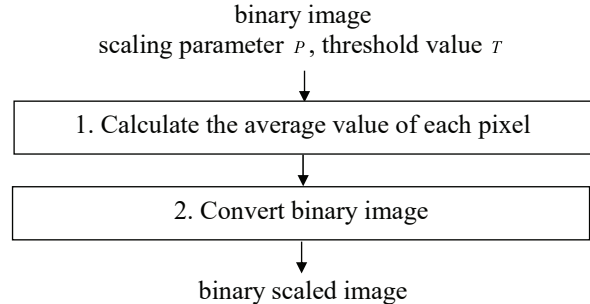 binary image
scaling parameter P, threshold value T
1. Calculate the average value of each pixel
2. Convert binary image
binary scaled image